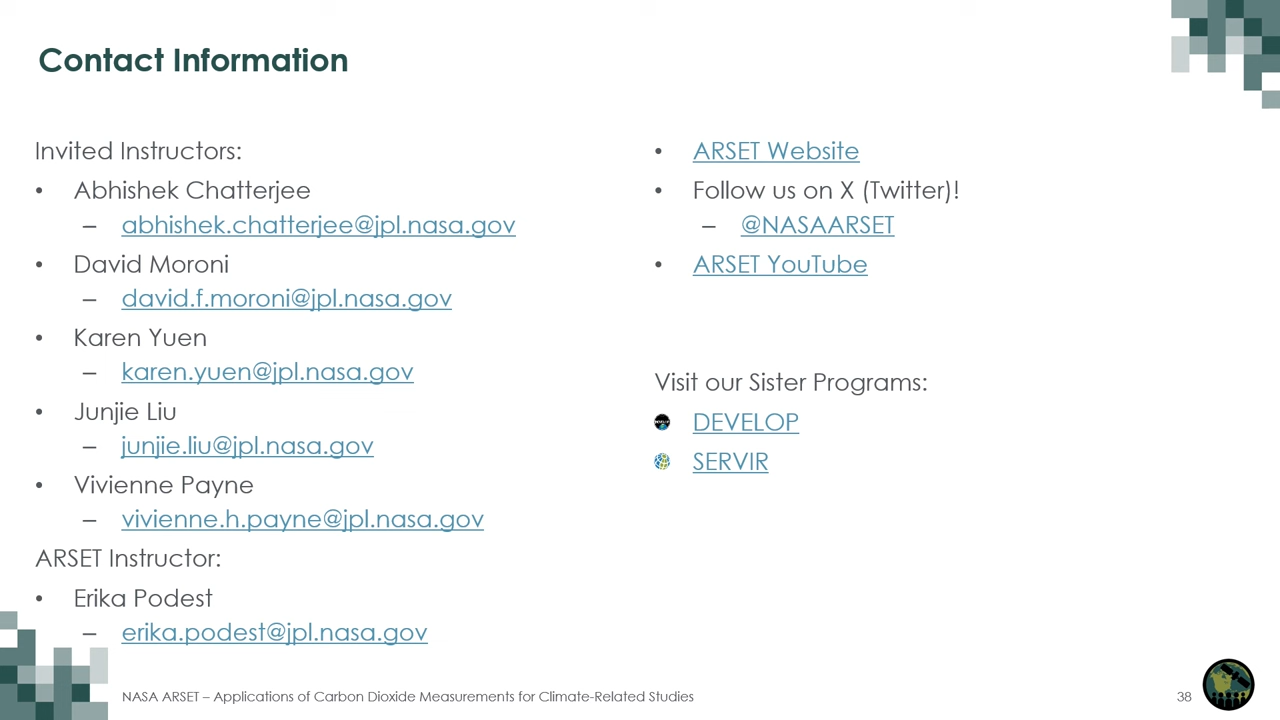 Contact Information
Invited Instructors:
• Abhishek Chatterjee
– abhishek.chatterjee@jpl.nasa.gov
• David Moroni
– david.f.moroni@jpl.nasa.gov
• Karen Yuen
– karen.yuen@jpl.nasa.gov
• Junjie Liu
– junjie.liu@jpl.nasa.gov
• Vivienne Payne
– vivienne.h.payne@jpl.nasa.gov
ARSET Instructor:
• Erika Podest
– erika.podest@jpl.nasa.gov
• ARSET Website
• Follow us on X (Twitter)!
– @NASAARSET
• ARSET YouTube
Visit our Sister Programs:
DEVELOP
SERVIR
NASA ARSET – Applications of Carbon Dioxide Measurements for Climate-Related Studies
38